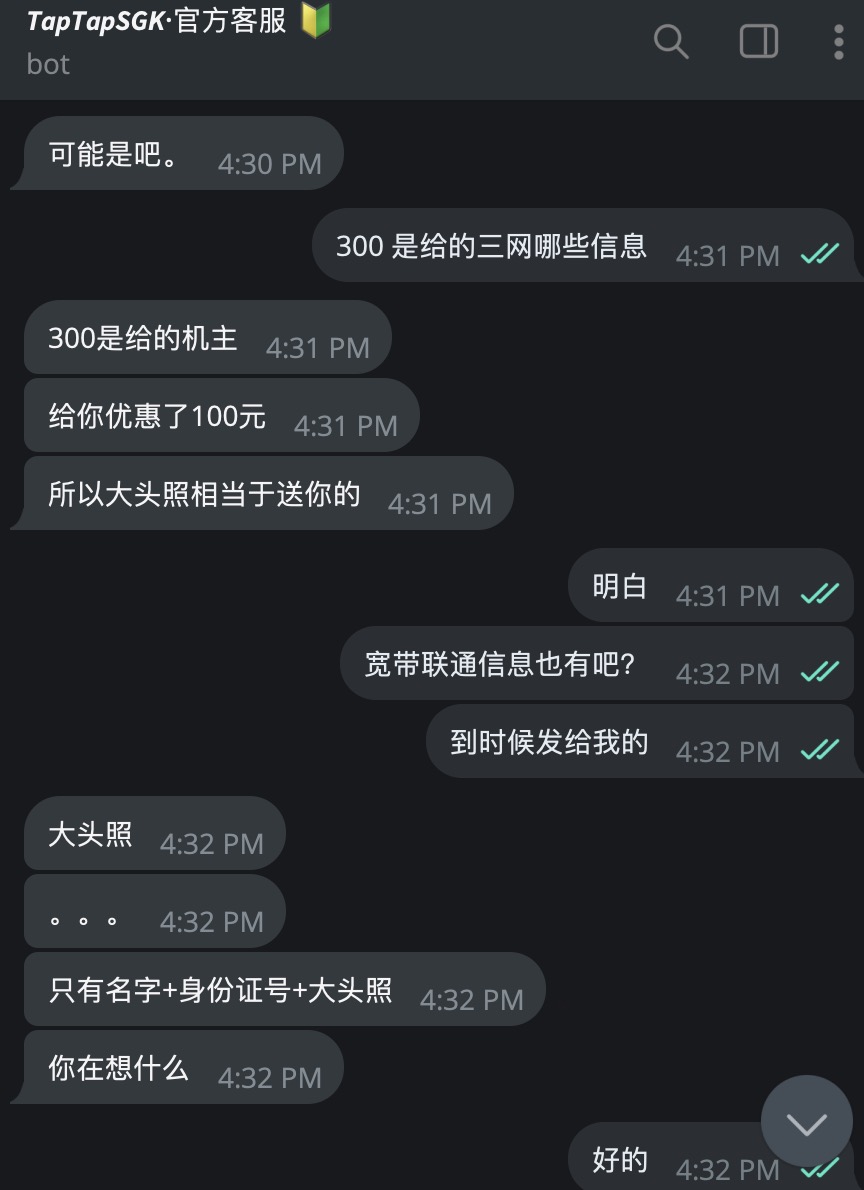 TapTapSGK·官方客服
bot
可能是吧。 4:30 PM
300 是给的三网哪些信息 4:31 PM
300是给的机主 4:31 PM
给你优惠了100元 4:31 PM
所以大头照相当于送你的 4:31 PM
明白 4:31 PM
宽带联通信息也有吧? 4:32 PM
到时候发给我的 4:32 PM
大头照 4:32 PM
。。。 4:32 PM
只有名字+身份证号+大头照 4:32 PM
你在想什么 4:32 PM
好的 4:32 PM